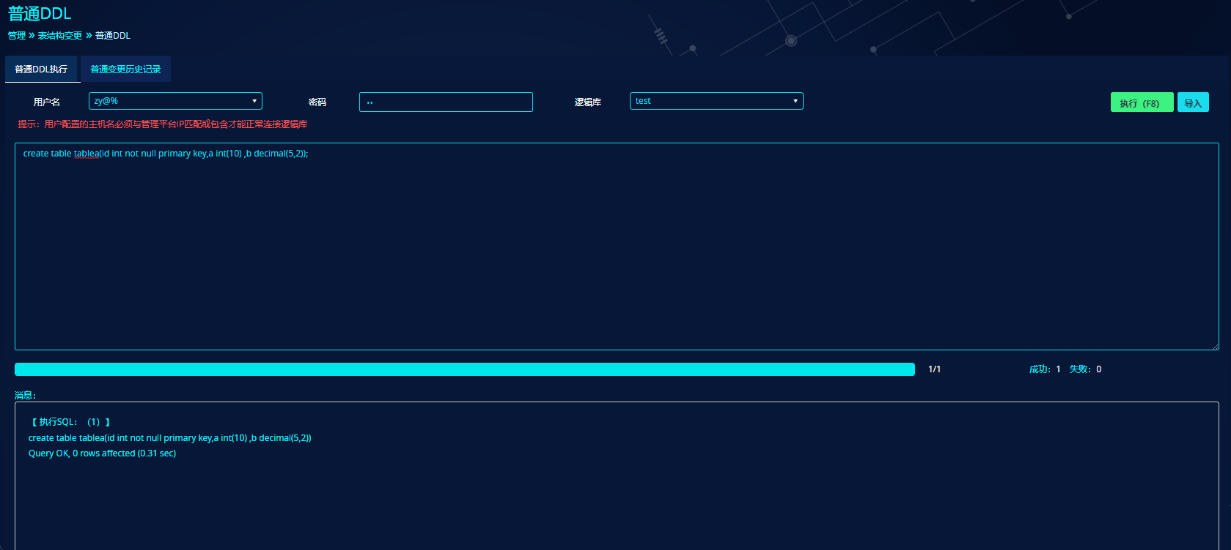 普通DDL
管理 » 表结构变更 » 普通DDL
普通DDL执行 普通变更历史记录
用户名 zy@% 密码 •• 逻辑库 test 执行（F8） 导入
提示：用户配置的主机名必须与管理平台IP匹配或包含才能正常连接逻辑库
create table tablea(id int not null primary key,a int(10) ,b decimal(5,2));
1/1 成功：1 失败：0
消息：
【 执行SQL：（1）】
create table tablea(id int not null primary key,a int(10) ,b decimal(5,2))
Query OK, 0 rows affected (0.31 sec)